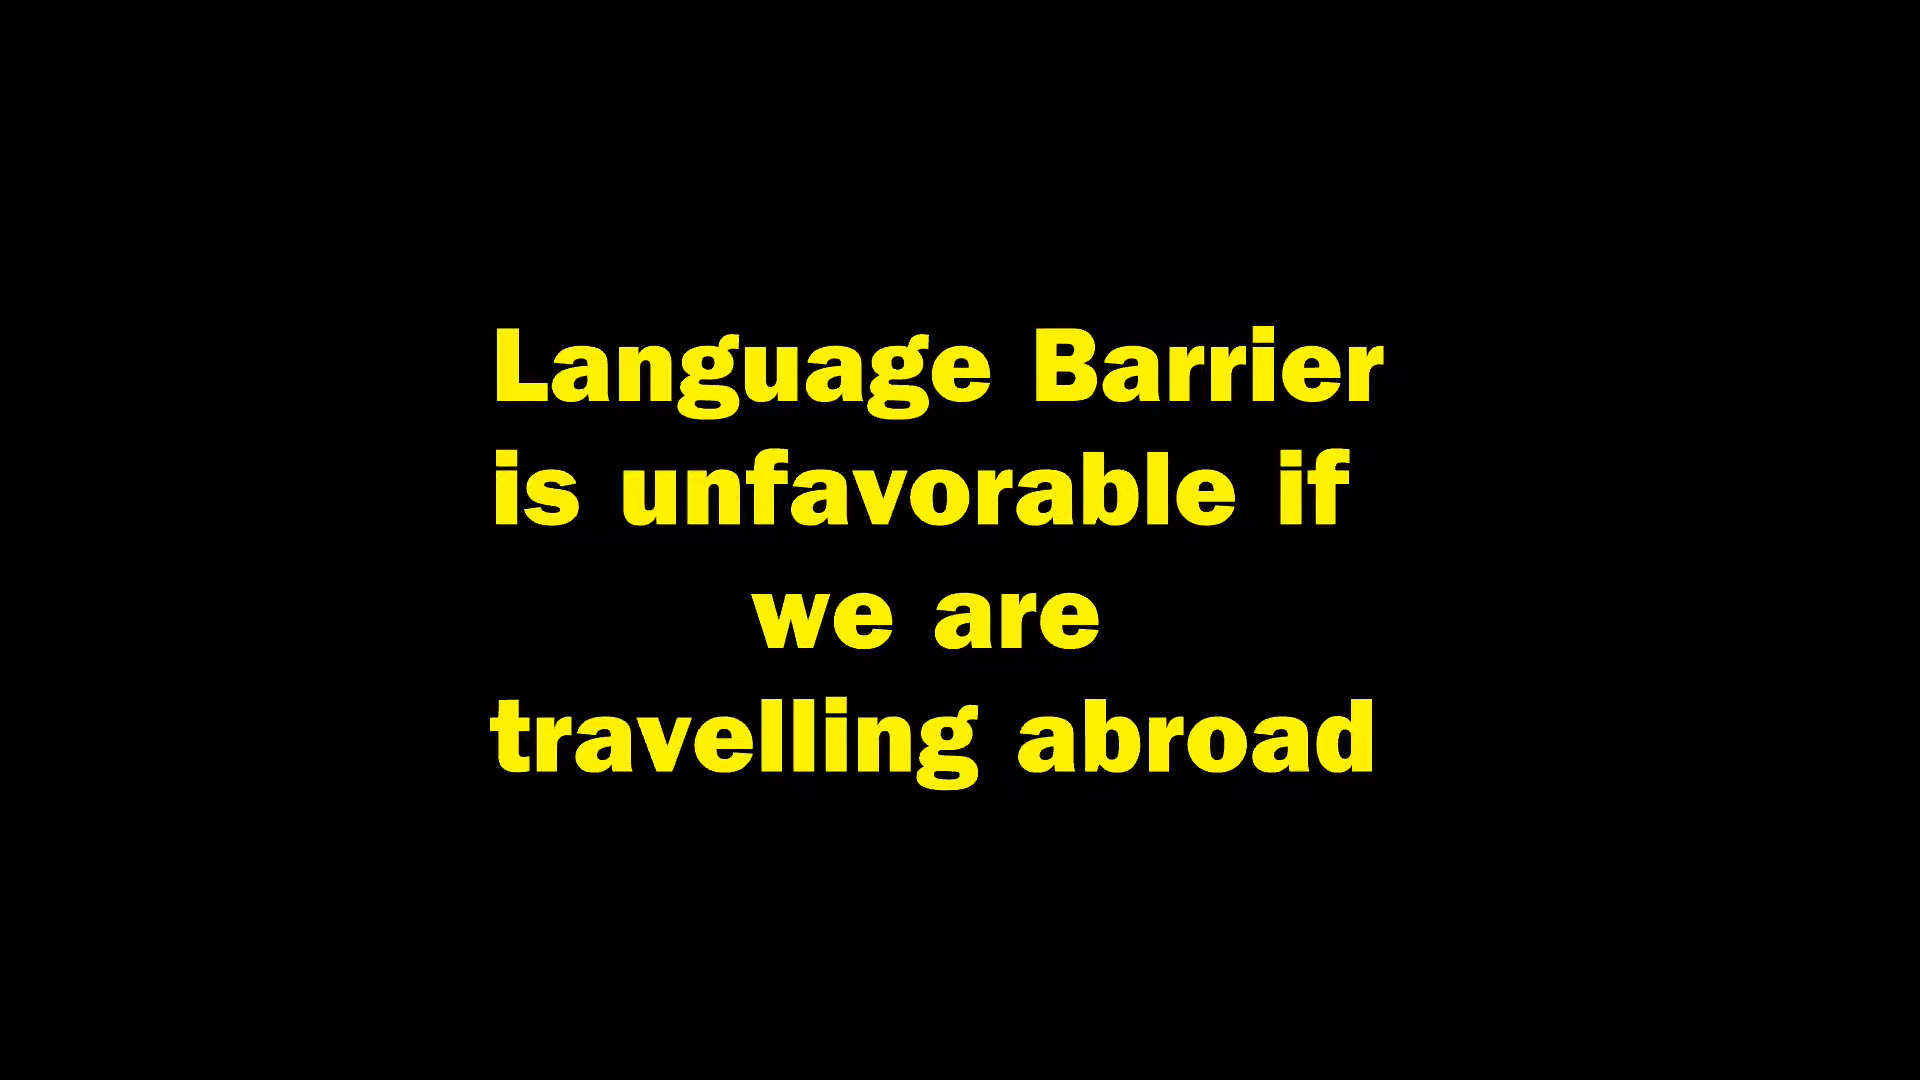 Language Barrier
is unfavorable if
we are
travelling abroad